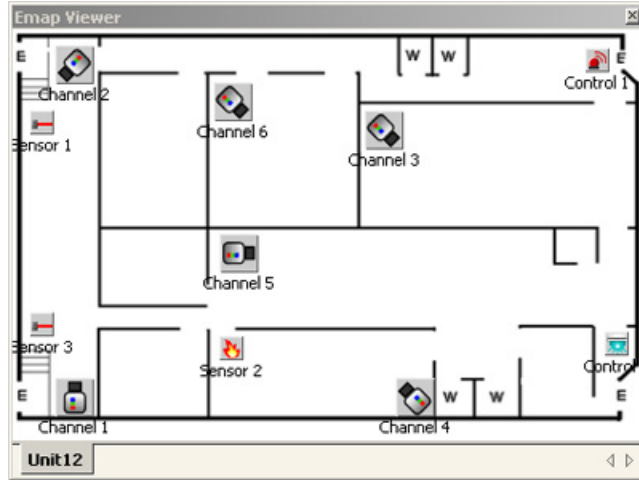 Emap Viewer
E
W W
E
Channel 2
Control 1
Channel 6
Sensor 1
Channel 3
Channel 5
Sensor 3
Sensor 2
Control
E
W W
E
Channel 1
Channel 4
Unit12